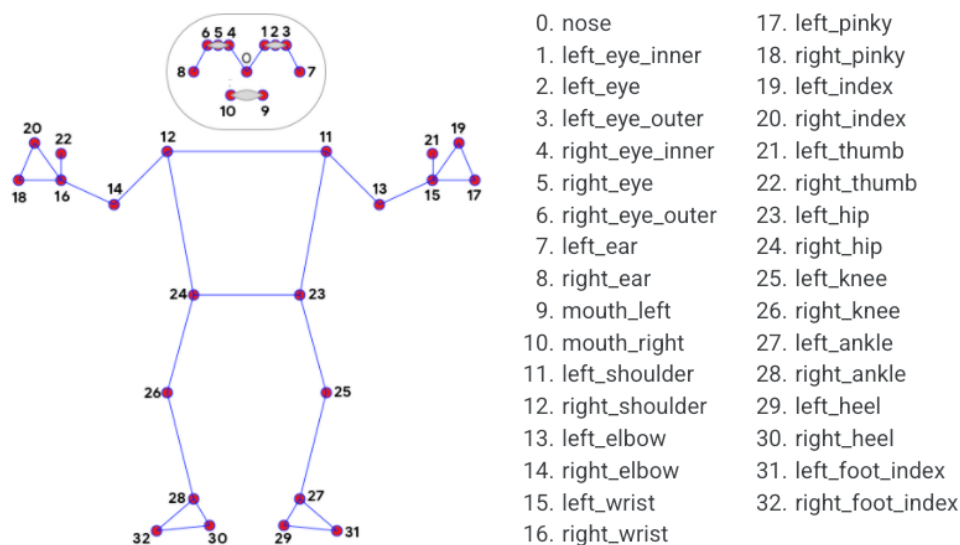 6 5 4 1 2 3
0
8 7
10 9
20 22 12 11 21 19
18 16 14 13 15 17
24 23
26 25
28 27
32 30 29 31
0. nose
1. left_eye_inner
2. left_eye
3. left_eye_outer
4. right_eye_inner
5. right_eye
6. right_eye_outer
7. left_ear
8. right_ear
9. mouth_left
10. mouth_right
11. left_shoulder
12. right_shoulder
13. left_elbow
14. right_elbow
15. left_wrist
16. right_wrist
17. left_pinky
18. right_pinky
19. left_index
20. right_index
21. left_thumb
22. right_thumb
23. left_hip
24. right_hip
25. left_knee
26. right_knee
27. left_ankle
28. right_ankle
29. left_heel
30. right_heel
31. left_foot_index
32. right_foot_index